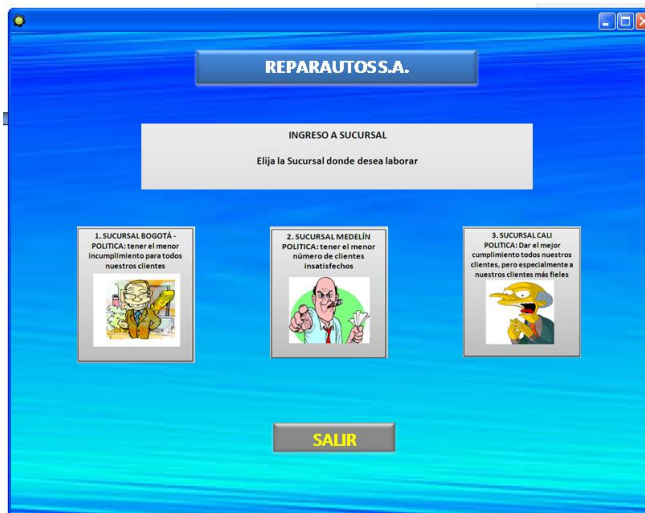 REPARAUTOS S.A.
INGRESO A SUCURSAL
Elija la Sucursal donde desea laborar
1. SUCURSAL BOGOTÁ -
POLITICA: tener el menor
incumplimiento para todos
nuestros clientes
2. SUCURSAL MEDELÍN
POLITICA: tener el menor
número de clientes
insatisfechos
3. SUCURSAL CALI
POLITICA: Dar el mejor
cumplimiento todos nuestros
clientes, pero especialmente a
nuestros clientes más fieles
SALIR